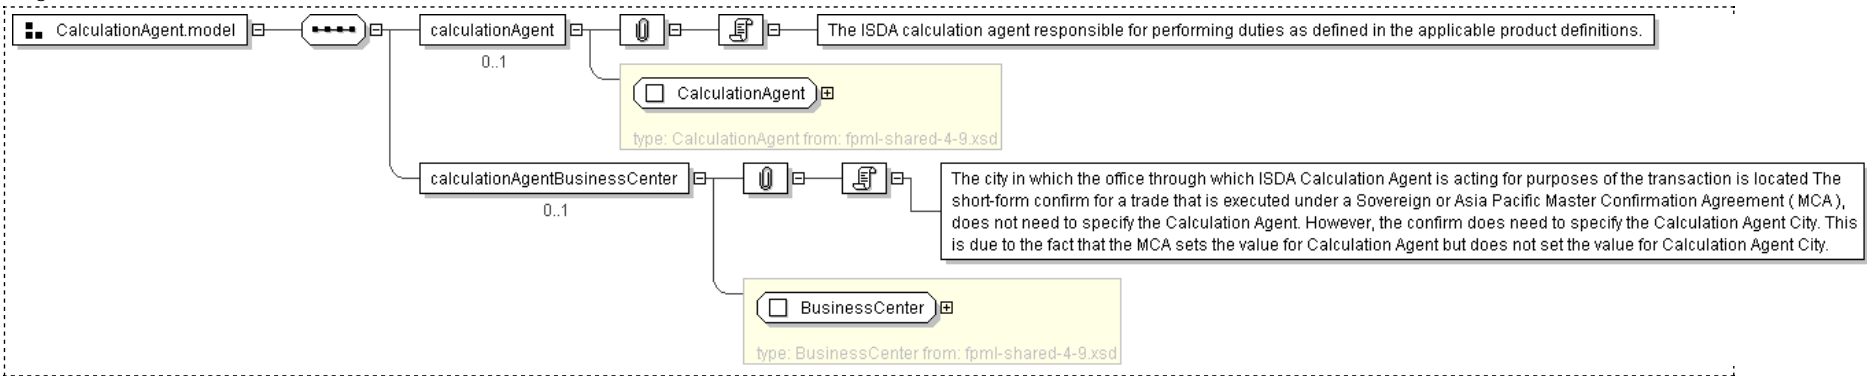 CalculationAgent.model
calculationAgent
The ISDA calculation agent responsible for performing duties as defined in the applicable product definitions.
0..1
CalculationAgent
type: CalculationAgent from: fpml-shared-4-9.xsd
calculationAgentBusinessCenter
0..1
The city in which the office through which ISDA Calculation Agent is acting for purposes of the transaction is located The
short-form confirm for a trade that is executed under a Sovereign or Asia Pacific Master Confirmation Agreement ( MCA ),
does not need to specify the Calculation Agent. However, the confirm does need to specify the Calculation Agent City. This
is due to the fact that the MCA sets the value for Calculation Agent but does not set the value for Calculation Agent City.
BusinessCenter
type: BusinessCenter from: fpml-shared-4-9.xsd